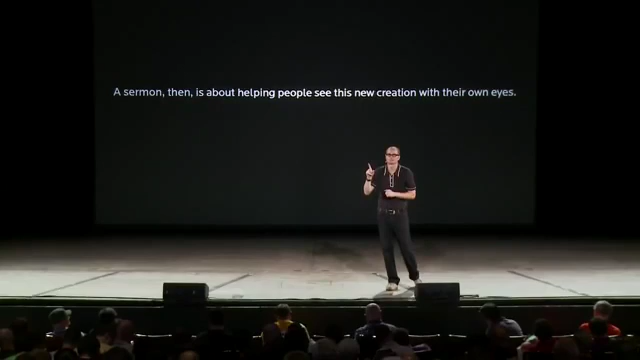 A sermon, then, is about helping people see this new creation with their own eyes.